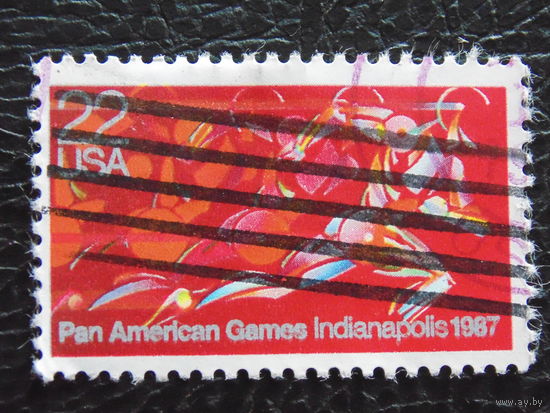 22
USA
Pan American Games Indianapolis 1987
www.ay.by